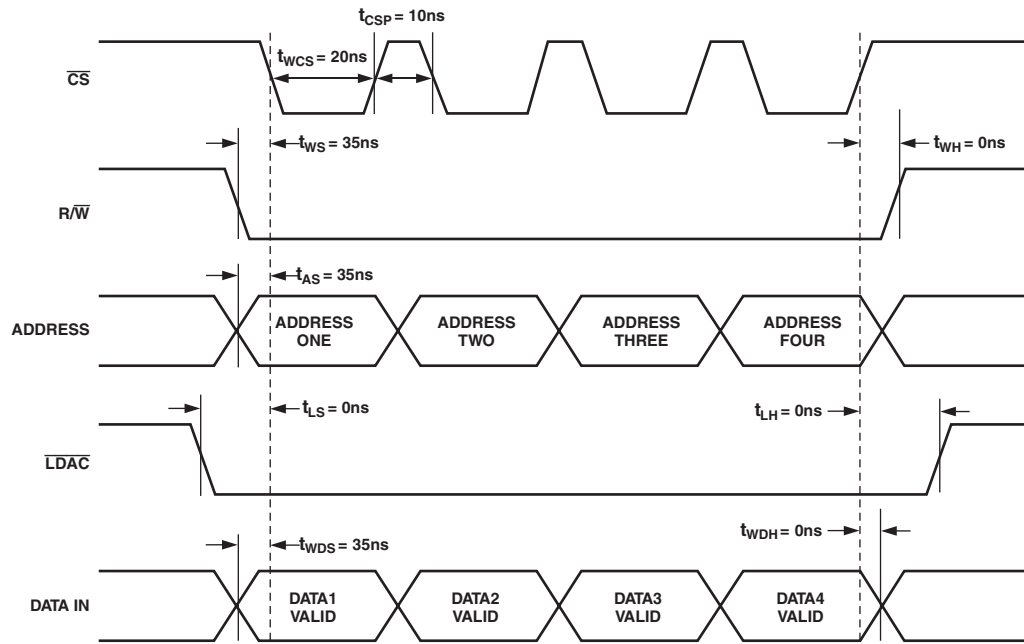 tCSP = 10ns
tWCS = 20ns
CS
tWS = 35ns
tWH = 0ns
R/W
tAS = 35ns
ADDRESS
ADDRESS ONE
ADDRESS TWO
ADDRESS THREE
ADDRESS FOUR
tLS = 0ns
tLH = 0ns
LDAC
tWDS = 35ns
tWDH = 0ns
DATA IN
DATA1 VALID
DATA2 VALID
DATA3 VALID
DATA4 VALID